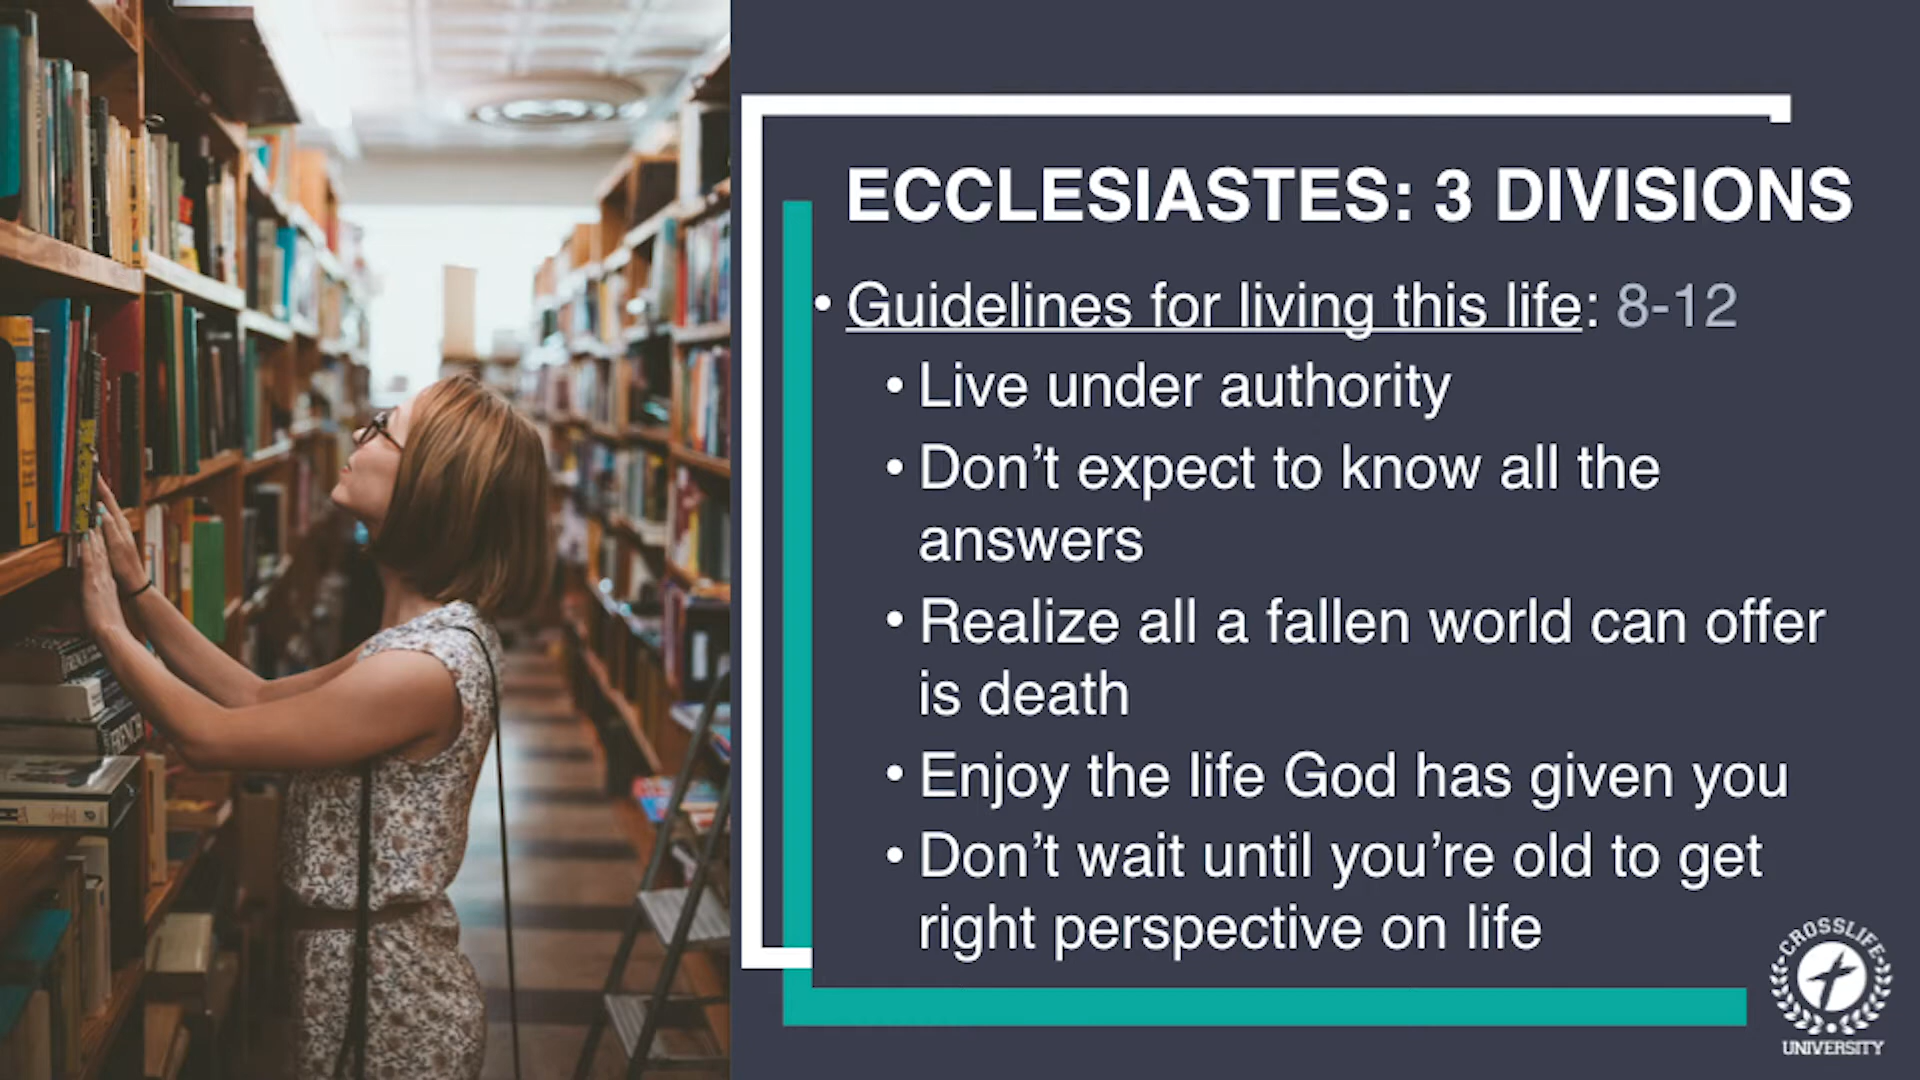 ECCLESIASTES: 3 DIVISIONS
• Guidelines for living this life: 8-12
• Live under authority
• Don’t expect to know all the
answers
• Realize all a fallen world can offer
is death
• Enjoy the life God has given you
• Don’t wait until you’re old to get
right perspective on life
CROSSLIFE
UNIVERSITY
FRENCH